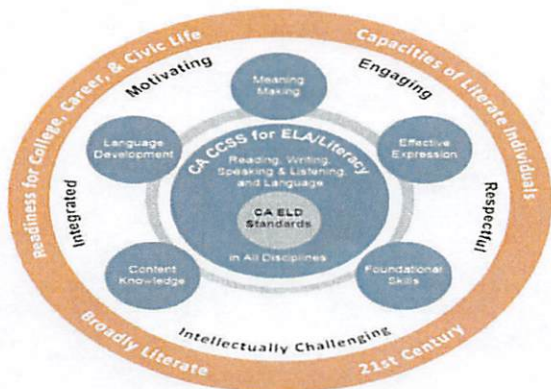 Readiness for College, Career, & Civic Life
Capacities of Literate Individuals
Motivating
Engaging
Meaning
Making
Language
Development
Effective
Expression
CA CCSS for ELA/Literacy
Reading, Writing,
Speaking & Listening,
and Language
CA ELD
Standards
in All Disciplines
Integrated
Respectful
Content
Knowledge
Foundational
Skills
Intellectually Challenging
Broadly Literate
21st Century